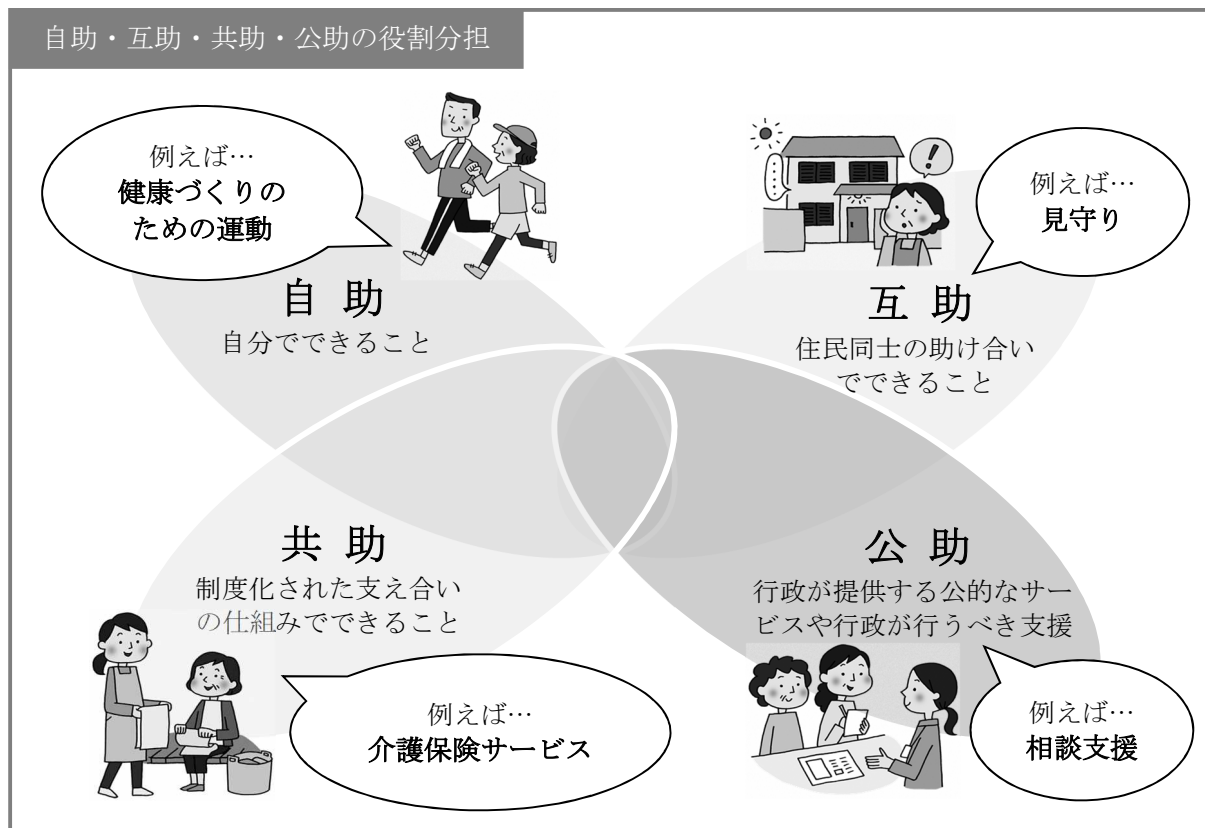 自助・互助・共助・公助の役割分担
例えば…
健康づくりの
ための運動
自 助
自分でできること
……
！
例えば…
見守り
互 助
住民同士の助け合い
でできること
共 助
制度化された支え合い
の仕組みでできること
例えば…
介護保険サービス
公 助
行政が提供する公的なサー
ビスや行政が行うべき支援
例えば…
相談支援